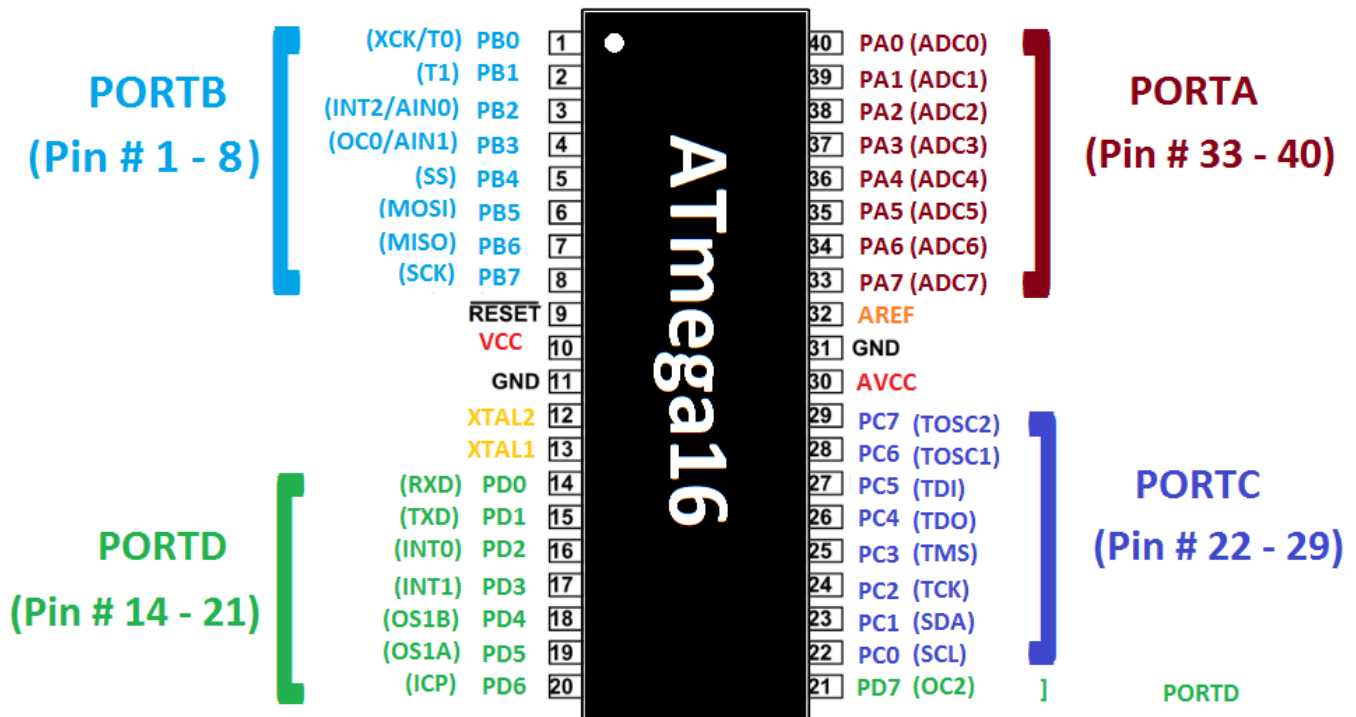 PORTB
(Pin # 1 - 8)
(XCK/T0) PB0 1
(T1) PB1 2
(INT2/AIN0) PB2 3
(OC0/AIN1) PB3 4
(SS) PB4 5
(MOSI) PB5 6
(MISO) PB6 7
(SCK) PB7 8
RESET 9
VCC 10
GND 11
XTAL2 12
XTAL1 13
PORTD
(Pin # 14 - 21)
(RXD) PD0 14
(TXD) PD1 15
(INT0) PD2 16
(INT1) PD3 17
(OS1B) PD4 18
(OS1A) PD5 19
(ICP) PD6 20
ATmega16
40 PA0 (ADC0)
39 PA1 (ADC1)
38 PA2 (ADC2)
37 PA3 (ADC3)
36 PA4 (ADC4)
35 PA5 (ADC5)
34 PA6 (ADC6)
33 PA7 (ADC7)
PORTA
(Pin # 33 - 40)
32 AREF
31 GND
30 AVCC
29 PC7 (TOSC2)
28 PC6 (TOSC1)
27 PC5 (TDI)
26 PC4 (TDO)
25 PC3 (TMS)
24 PC2 (TCK)
23 PC1 (SDA)
22 PC0 (SCL)
PORTC
(Pin # 22 - 29)
21 PD7 (OC2) ] PORTD